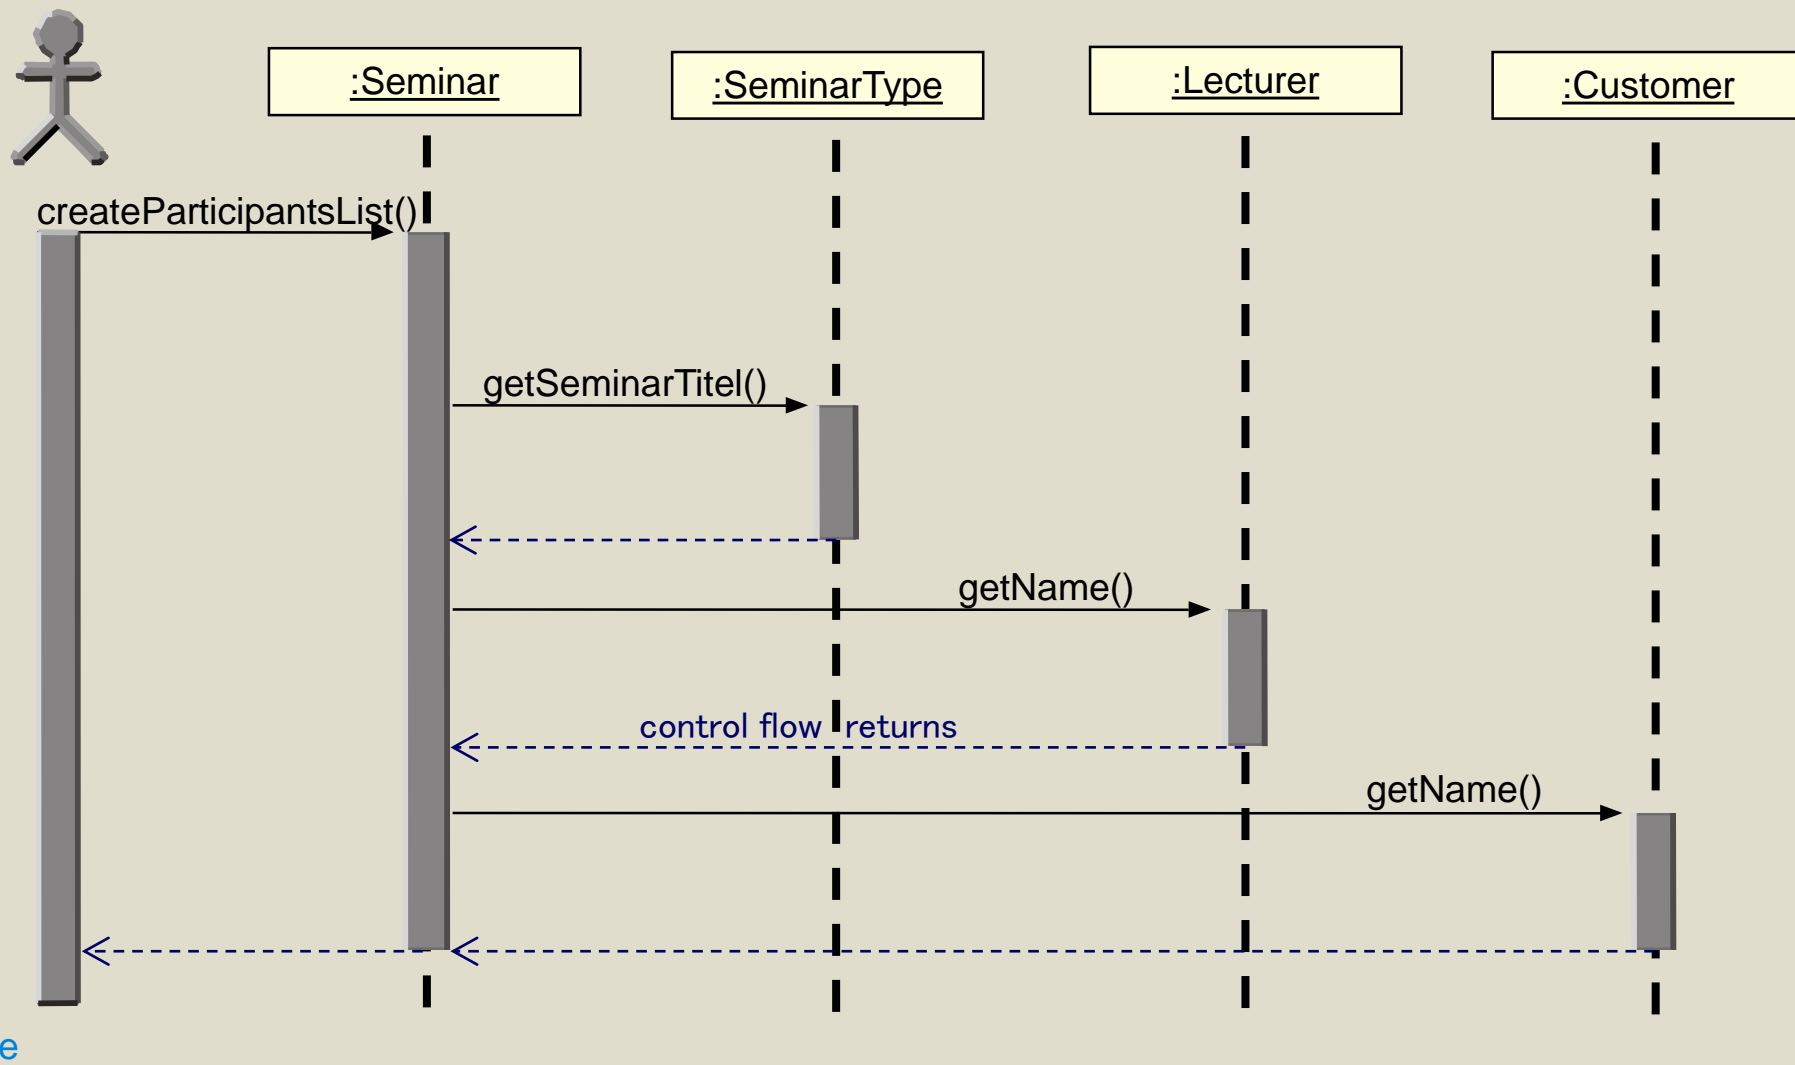 :Seminar
:SeminarType
:Lecturer
:Customer
createParticipantsList()
getSeminarTitel()
getName()
control flow returns
getName()
e